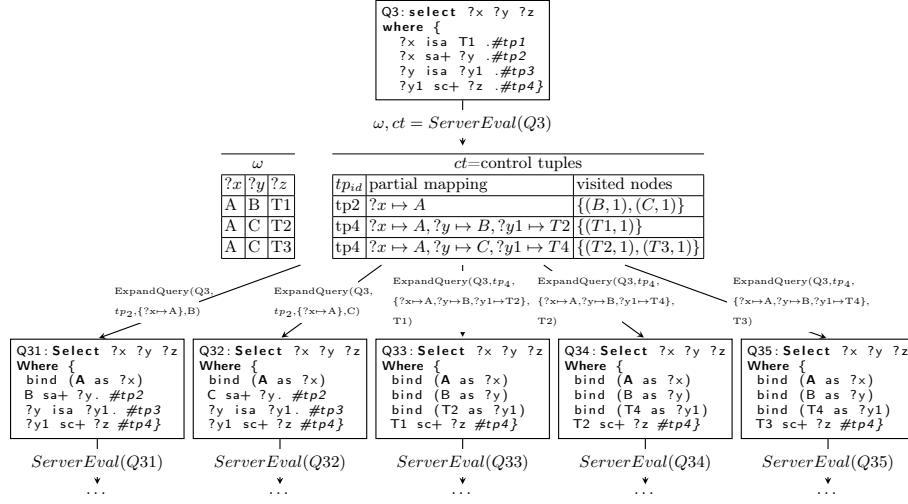 Q3: select ?x ?y ?z
where {
?x isa T1 .#tp1
?x sa+ ?y .#tp2
?y isa ?y1 .#tp3
?y1 sc+ ?z .#tp4}
ω, ct = ServerEval(Q3)
ω
?x ?y ?z
A B T1
A C T2
A C T3
ct=control tuples
tp_id partial mapping visited nodes
tp2 ?x ↦ A {(B, 1), (C, 1)}
tp4 ?x ↦ A, ?y ↦ B, ?y1 ↦ T2 {(T1, 1)}
tp4 ?x ↦ A, ?y ↦ C, ?y1 ↦ T4 {(T2, 1), (T3, 1)}
ExpandQuery(Q3,
tp2,{?x↦A},B)
ExpandQuery(Q3,
tp2,{?x↦A},C)
ExpandQuery(Q3,tp4,
{?x↦A,?y↦B,?y1↦T2},
T1)
ExpandQuery(Q3,tp4,
{?x↦A,?y↦B,?y1↦T4},
T2)
ExpandQuery(Q3,tp4,
{?x↦A,?y↦B,?y1↦T4},
T3)
Q31: Select ?x ?y ?z
Where {
bind (A as ?x)
B sa+ ?y. #tp2
?y isa ?y1. #tp3
?y1 sc+ ?z #tp4}
ServerEval(Q31)
...
Q32: Select ?x ?y ?z
Where {
bind (A as ?x)
C sa+ ?y. #tp2
?y isa ?y1. #tp3
?y1 sc+ ?z #tp4}
ServerEval(Q32)
...
Q33: Select ?x ?y ?z
Where {
bind (A as ?x)
bind (B as ?y)
bind (T2 as ?y1)
T1 sc+ ?z #tp4}
ServerEval(Q33)
...
Q34: Select ?x ?y ?z
Where {
bind (A as ?x)
bind (B as ?y)
bind (T4 as ?y1)
T2 sc+ ?z #tp4}
ServerEval(Q34)
...
Q35: Select ?x ?y ?z
Where {
bind (A as ?x)
bind (B as ?y)
bind (T4 as ?y1)
T3 sc+ ?z #tp4}
ServerEval(Q35)
...